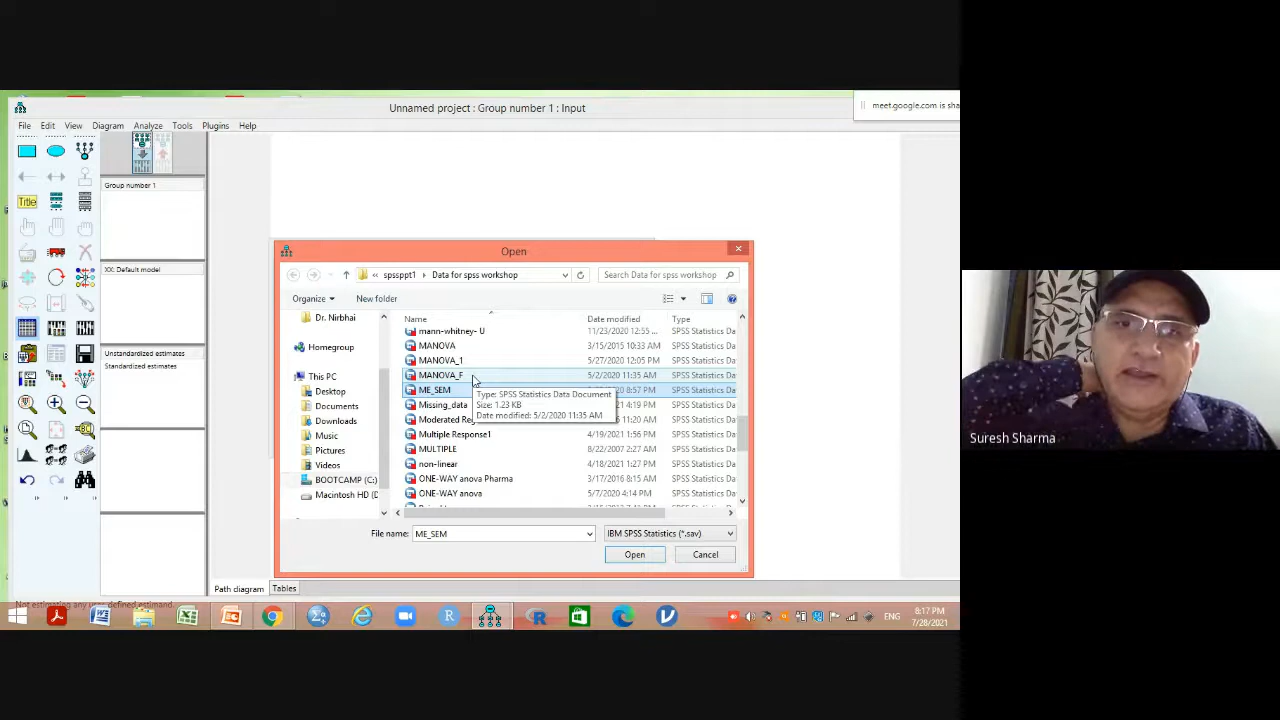 Unnamed project : Group number 1 : Input
meet.google.com is sha
File Edit View Diagram Analyze Tools Plugins Help
Group number 1
Title
XX: Default model
Unstandardized estimates
Standardized estimates
Open
« spssppt1 Data for spss workshop
Search Data for spss workshop
Organize New folder
Name Date modified Type
Dr. Nirbhai
Homegroup
This PC
Desktop
Documents
Downloads
Music
Pictures
Videos
BOOTCAMP (C:)
Macintosh HD (D
mann-whitney- U 11/23/2020 12:55 ... SPSS Statistics Da
MANOVA 3/15/2015 10:33 AM SPSS Statistics Da
MANOVA_1 5/27/2020 12:05 PM SPSS Statistics Da
MANOVA_F 5/2/2020 11:35 AM SPSS Statistics Da
ME_SEM 8:57 PM SPSS Statistics Da
Missing_data 4:19 PM SPSS Statistics Da
Moderated Re 11:20 AM SPSS Statistics Da
Multiple Response1 4/19/2021 1:56 PM SPSS Statistics Da
MULTIPLE 8/22/2007 2:27 AM SPSS Statistics Da
non-linear 4/18/2021 1:27 PM SPSS Statistics Da
ONE-WAY anova Pharma 3/17/2016 8:15 AM SPSS Statistics Da
ONE-WAY anova 5/7/2020 4:14 PM SPSS Statistics Da
Type: SPSS Statistics Data Document
Size: 1.23 KB
Date modified: 5/2/2020 11:35 AM
File name: ME_SEM
IBM SPSS Statistics (*.sav)
Open Cancel
Path diagram Tables
Not estimating any user-defined estimand.
ENG
8:17 PM
7/28/2021
Suresh Sharma